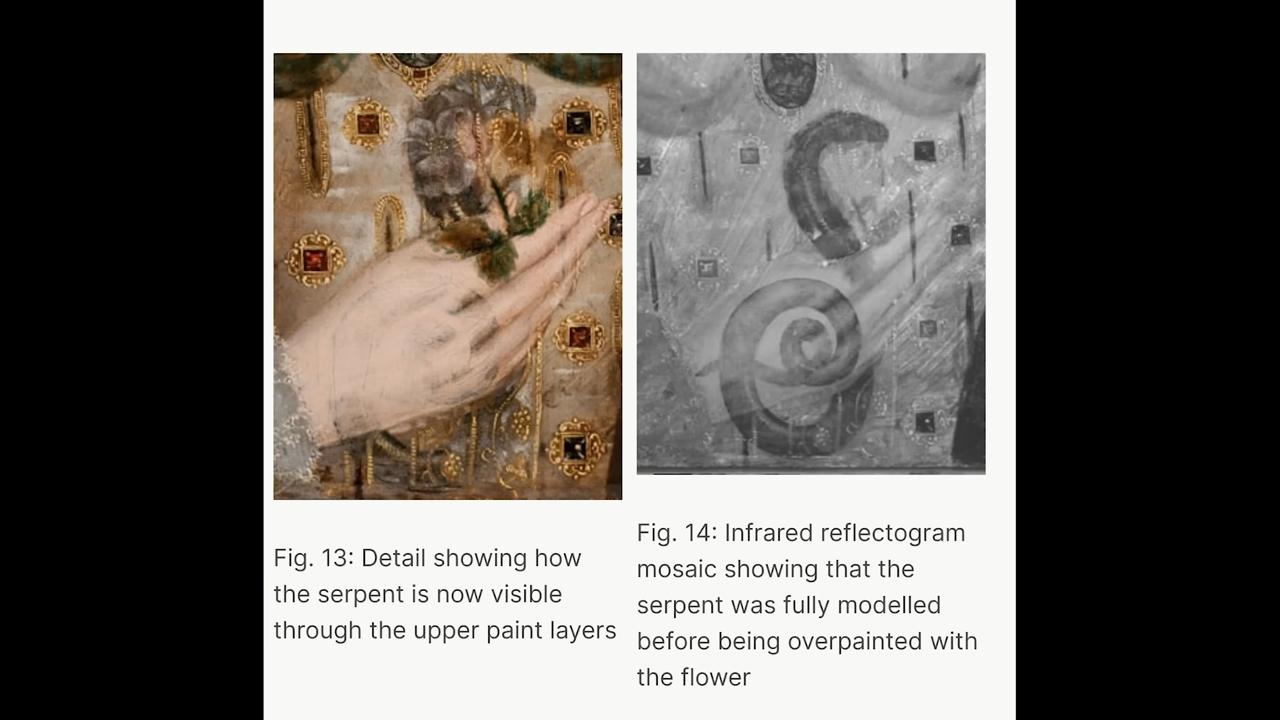 Fig. 13: Detail showing how
the serpent is now visible
through the upper paint layers
Fig. 14: Infrared reflectogram
mosaic showing that the
serpent was fully modelled
before being overpainted with
the flower